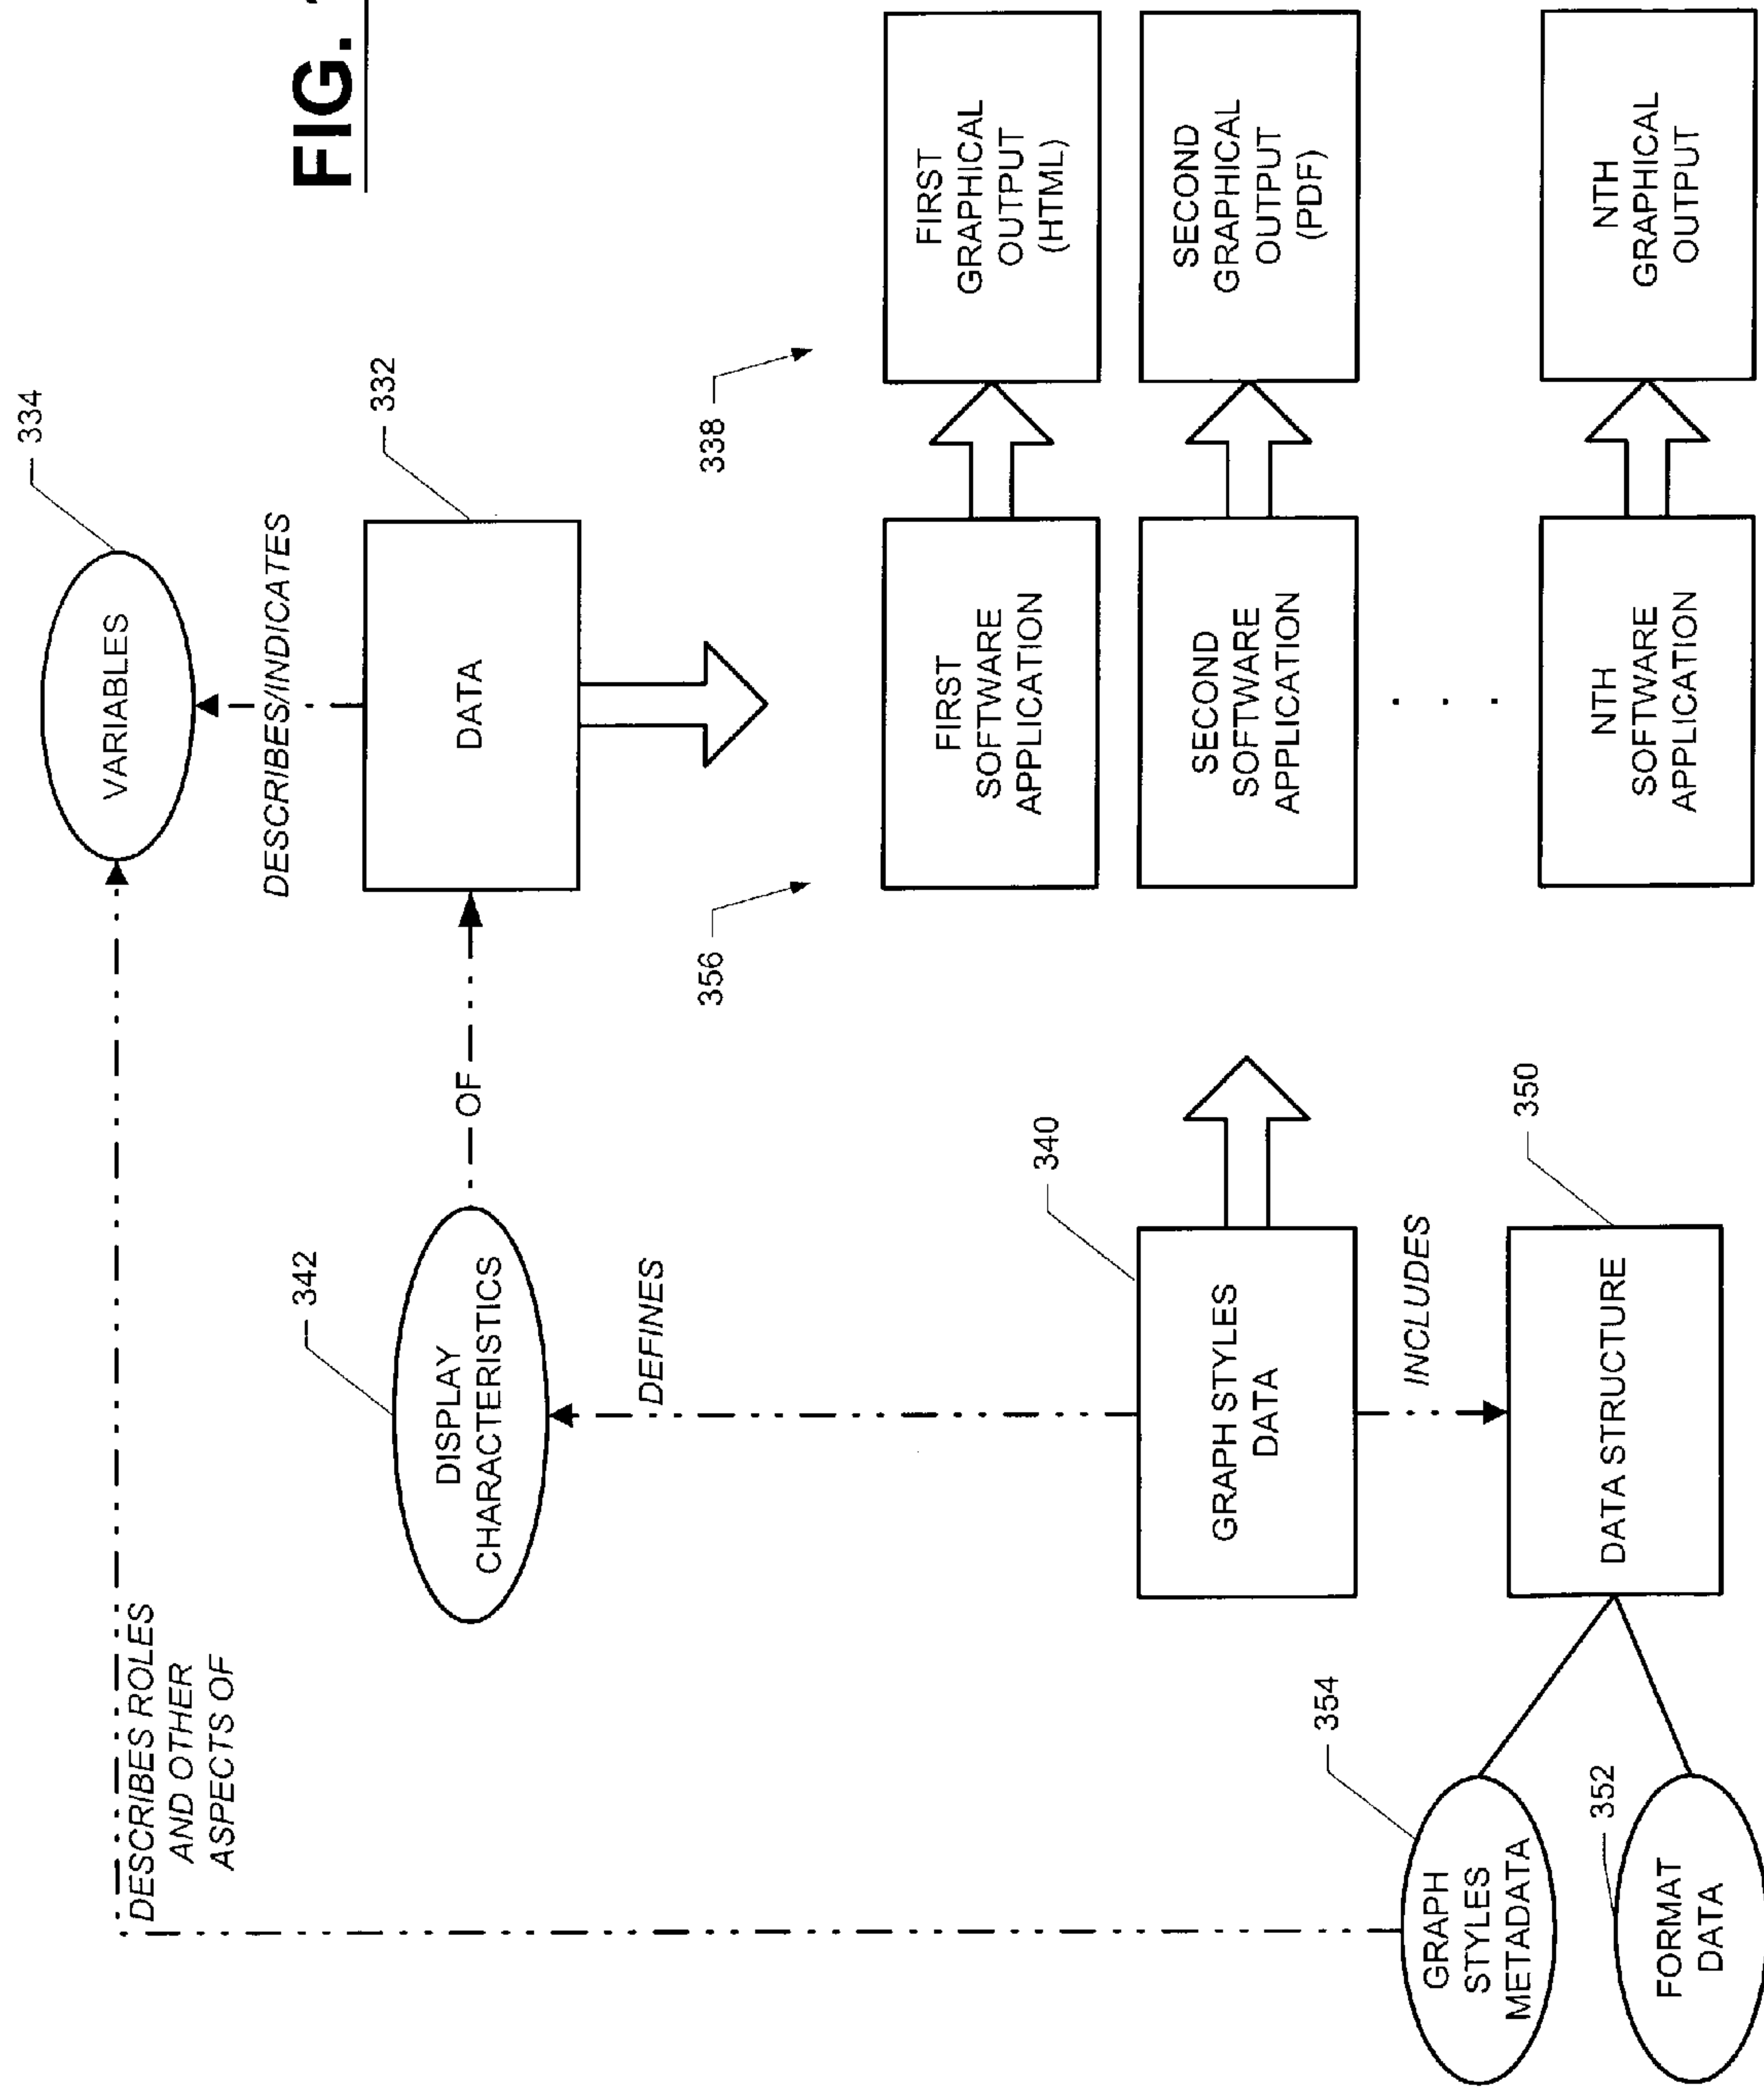 FIG.
334
VARIABLES
DESCRIBES/INDICATES
332
DATA
DESCRIBES ROLES
AND OTHER
ASPECTS OF
342
DISPLAY
CHARACTERISTICS
OF
DEFINES
356
338
FIRST
SOFTWARE
APPLICATION
FIRST
GRAPHICAL
OUTPUT
(HTML)
340
GRAPH STYLES
DATA
SECOND
SOFTWARE
APPLICATION
SECOND
GRAPHICAL
OUTPUT
(PDF)
. . .
INCLUDES
350
DATA STRUCTURE
354
GRAPH
STYLES
METADATA
352
FORMAT
DATA
NTH
SOFTWARE
APPLICATION
NTH
GRAPHICAL
OUTPUT